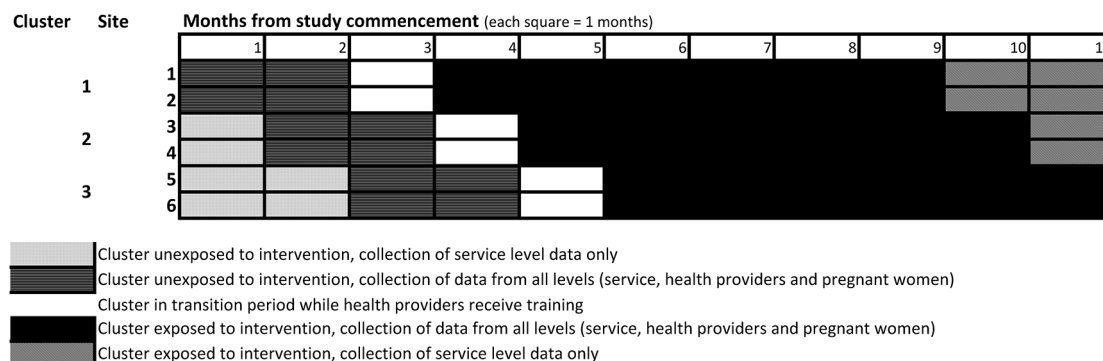 Cluster Site Months from study commencement (each square = 1 months)
1 2 3 4 5 6 7 8 9 10 1
1 1
2
2 3
4
3 5
6
Cluster unexposed to intervention, collection of service level data only
Cluster unexposed to intervention, collection of data from all levels (service, health providers and pregnant women)
Cluster in transition period while health providers receive training
Cluster exposed to intervention, collection of data from all levels (service, health providers and pregnant women)
Cluster exposed to intervention, collection of service level data only